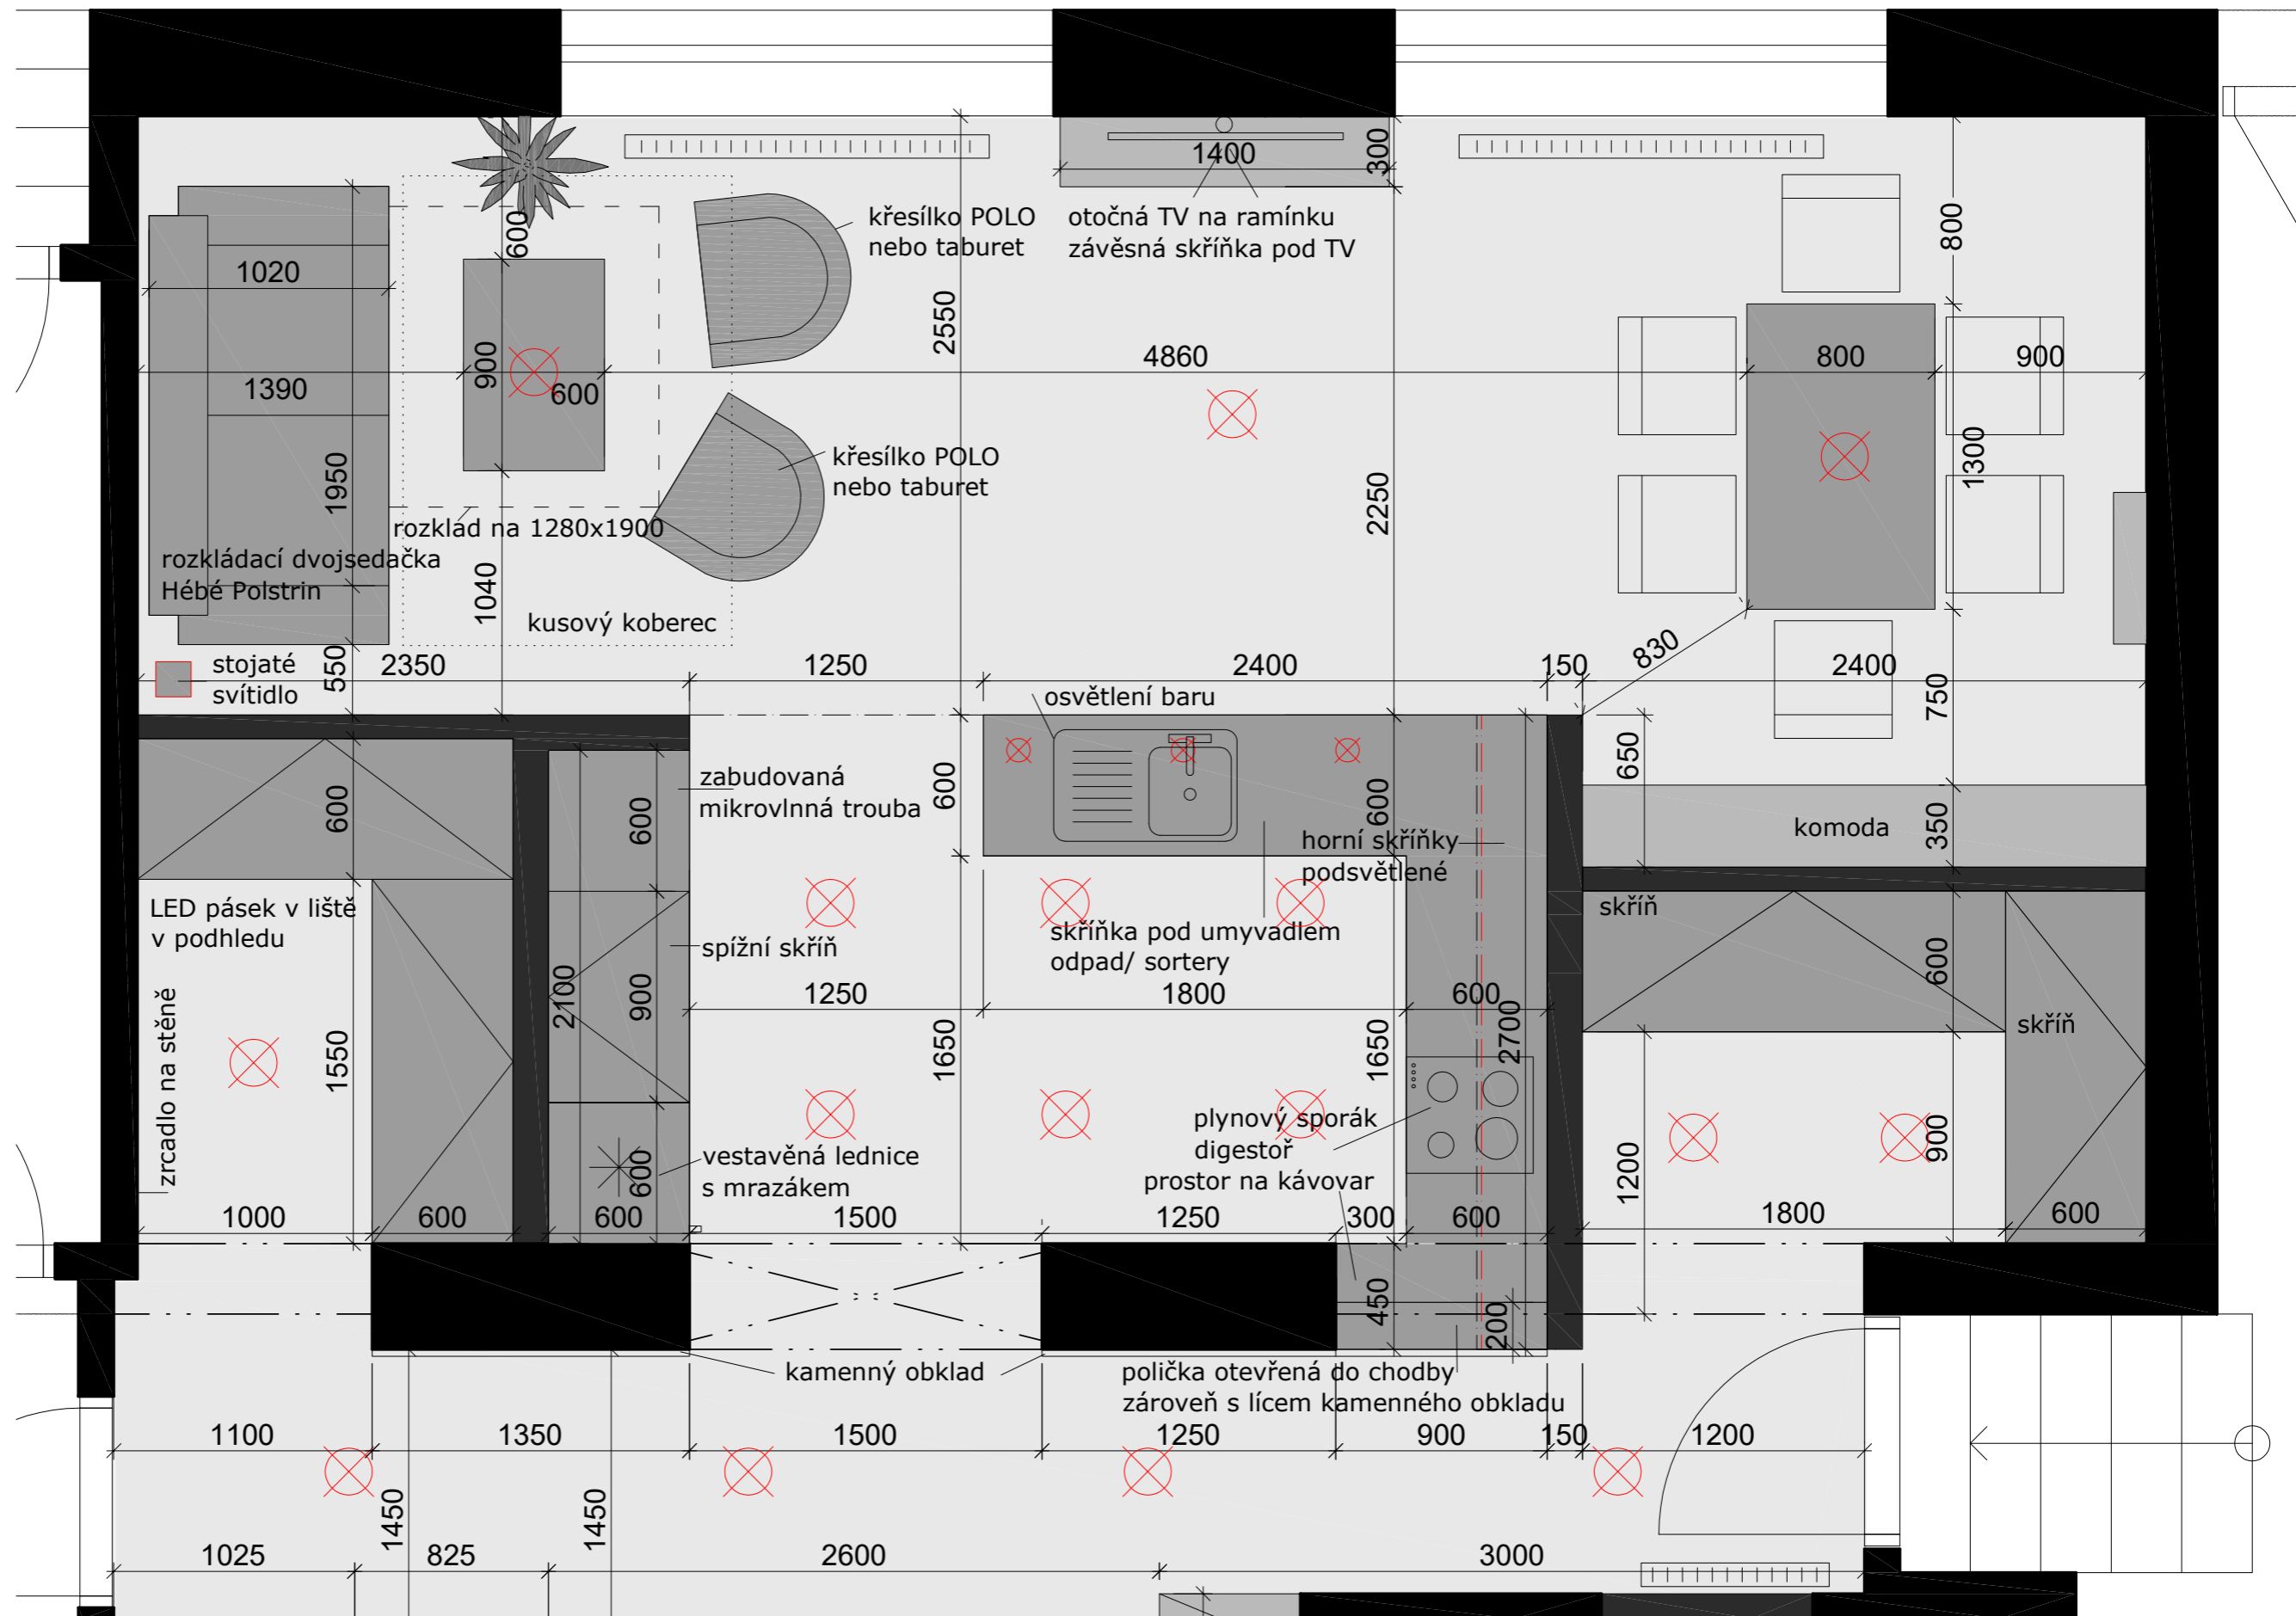 1400
300
křesílko POLO
nebo taburet
otočná TV na ramínku
závěsná skříňka pod TV
600
800
1020
2550
900
1390
600
4860
800
900
křesílko POLO
nebo taburet
1300
1950
2250
rozklad na 1280x1900
rozkládací dvojsedačka
Hébé Polstrin
1040
kusový koberec
830
stojaté
svítidlo
550
2350
1250
2400
150
2400
750
osvětlení baru
650
zabudovaná
mikrovlnná trouba
600
600
600
600
horní skříňky
podsvětlené
komoda
350
LED pásek v liště
v podhledu
skříň
skříňka pod umyvadlem
odpad/ sortery
spížní skříň
600
2100
900
1250
1800
600
2700
skříň
zrcadlo na stěně
1550
1650
1650
plynový sporák
digestoř
prostor na kávovar
900
1200
vestavěná lednice
s mrazákem
600
1000
600
600
1500
1250
300
600
1800
600
450
200
kamenný obklad
polička otevřená do chodby
zároveň s lícem kamenného obkladu
1100
1350
1500
1250
900
150
1200
1450
1450
1025
825
2600
3000